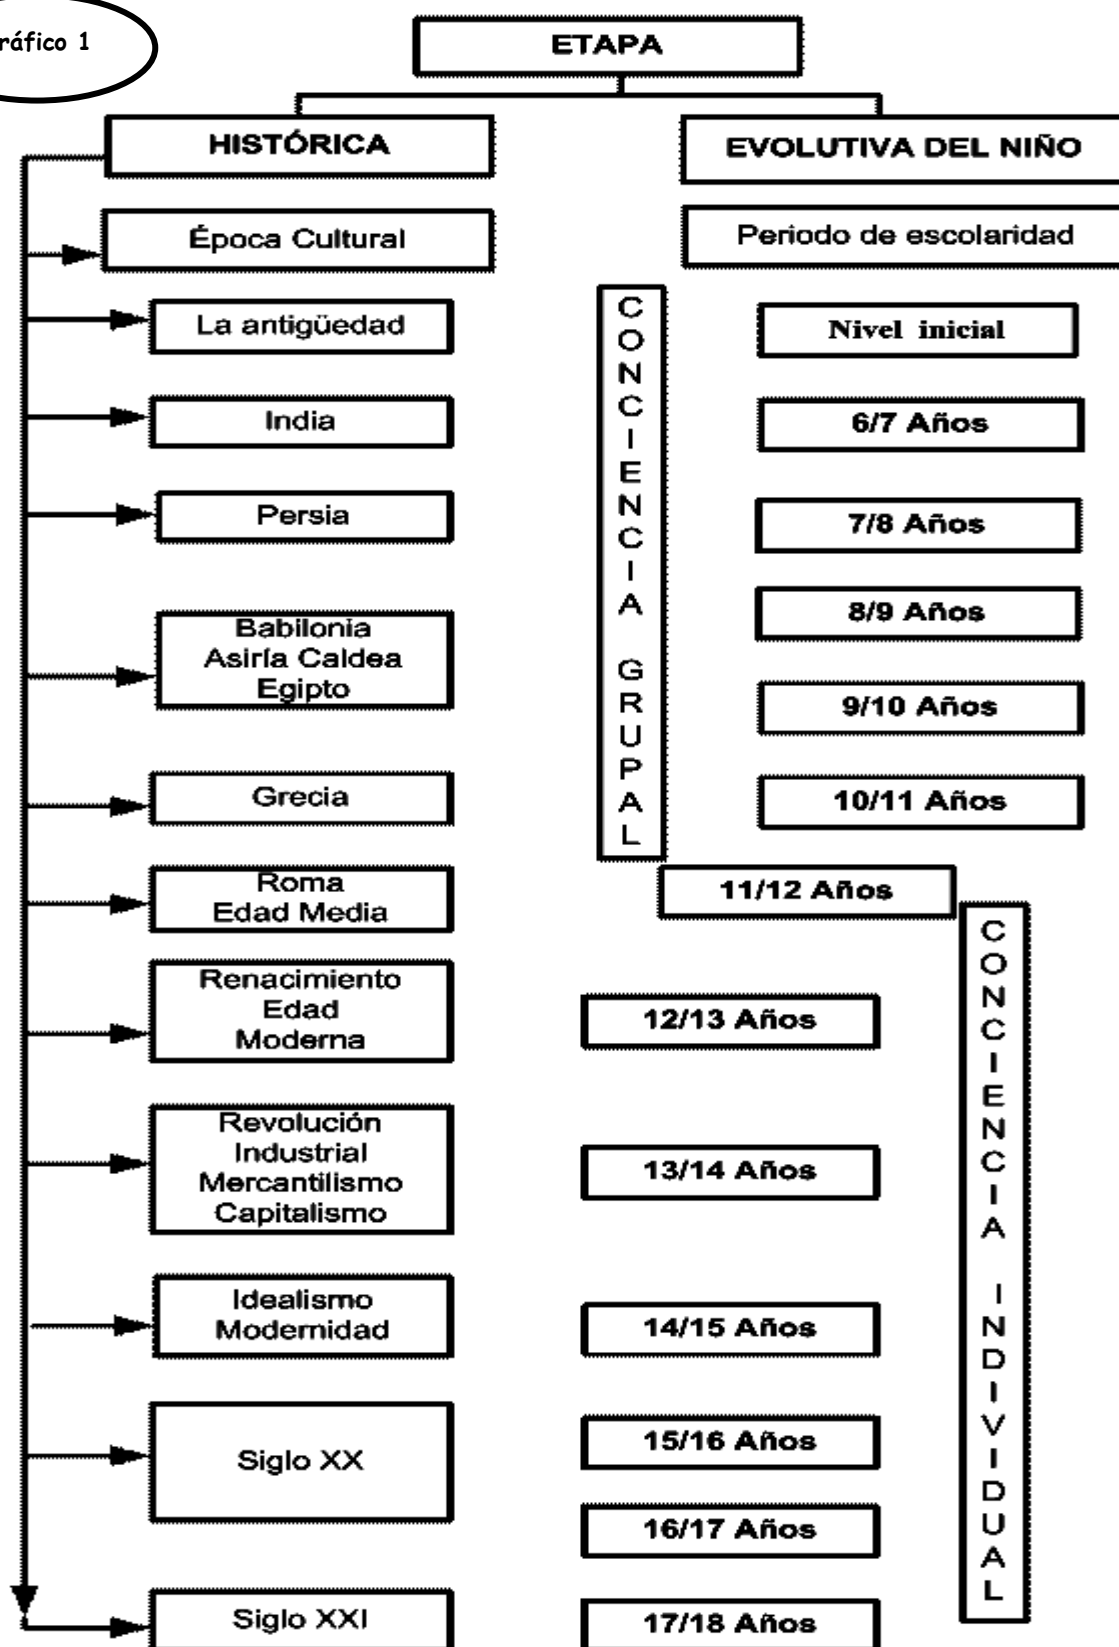 ráfico 1
ETAPA
HISTÓRICA
EVOLUTIVA DEL NIÑO
Época Cultural
Periodo de escolaridad
La antigüedad
Nivel inicial
India
6/7 Años
Persia
7/8 Años
8/9 Años
Babilonia
Asiría Caldea
Egipto
9/10 Años
Grecia
10/11 Años
CONCIENCIA GRUPAL
Roma
Edad Media
11/12 Años
Renacimiento
Edad
Moderna
12/13 Años
Revolución
Industrial
Mercantilismo
Capitalismo
13/14 Años
Idealismo
Modernidad
14/15 Años
Siglo XX
15/16 Años
16/17 Años
Siglo XXI
17/18 Años
CONCIENCIA INDIVIDUAL